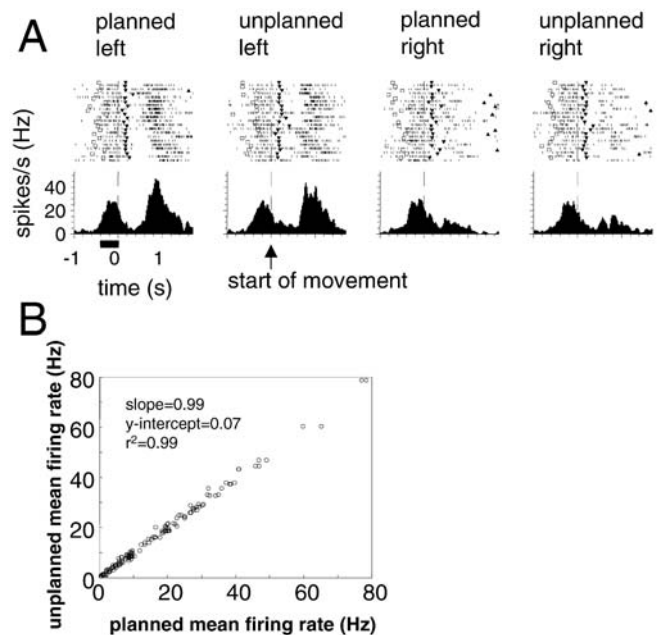 A
planned left
unplanned left
planned right
unplanned right
spikes/s (Hz)
40
20
0
-1 0 1
time (s)
start of movement
B
unplanned mean firing rate (Hz)
80
60
40
20
0
slope=0.99
y-intercept=0.07
r²=0.99
0 20 40 60 80
planned mean firing rate (Hz)